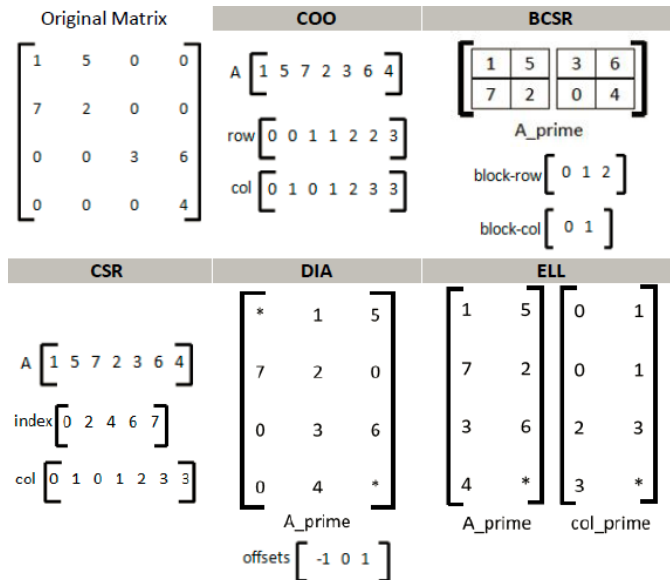 Original Matrix
1 5 0 0
7 2 0 0
0 0 3 6
0 0 0 4
COO
A 1 5 7 2 3 6 4
row 0 0 1 1 2 2 3
col 0 1 0 1 2 3 3
BCSR
1 5 3 6
7 2 0 4
A_prime
block-row 0 1 2
block-col 0 1
CSR
A 1 5 7 2 3 6 4
index 0 2 4 6 7
col 0 1 0 1 2 3 3
DIA
* 1 5
7 2 0
0 3 6
0 4 *
A_prime
offsets -1 0 1
ELL
1 5 0 1
7 2 0 1
3 6 2 3
4 * 3 *
A_prime col_prime